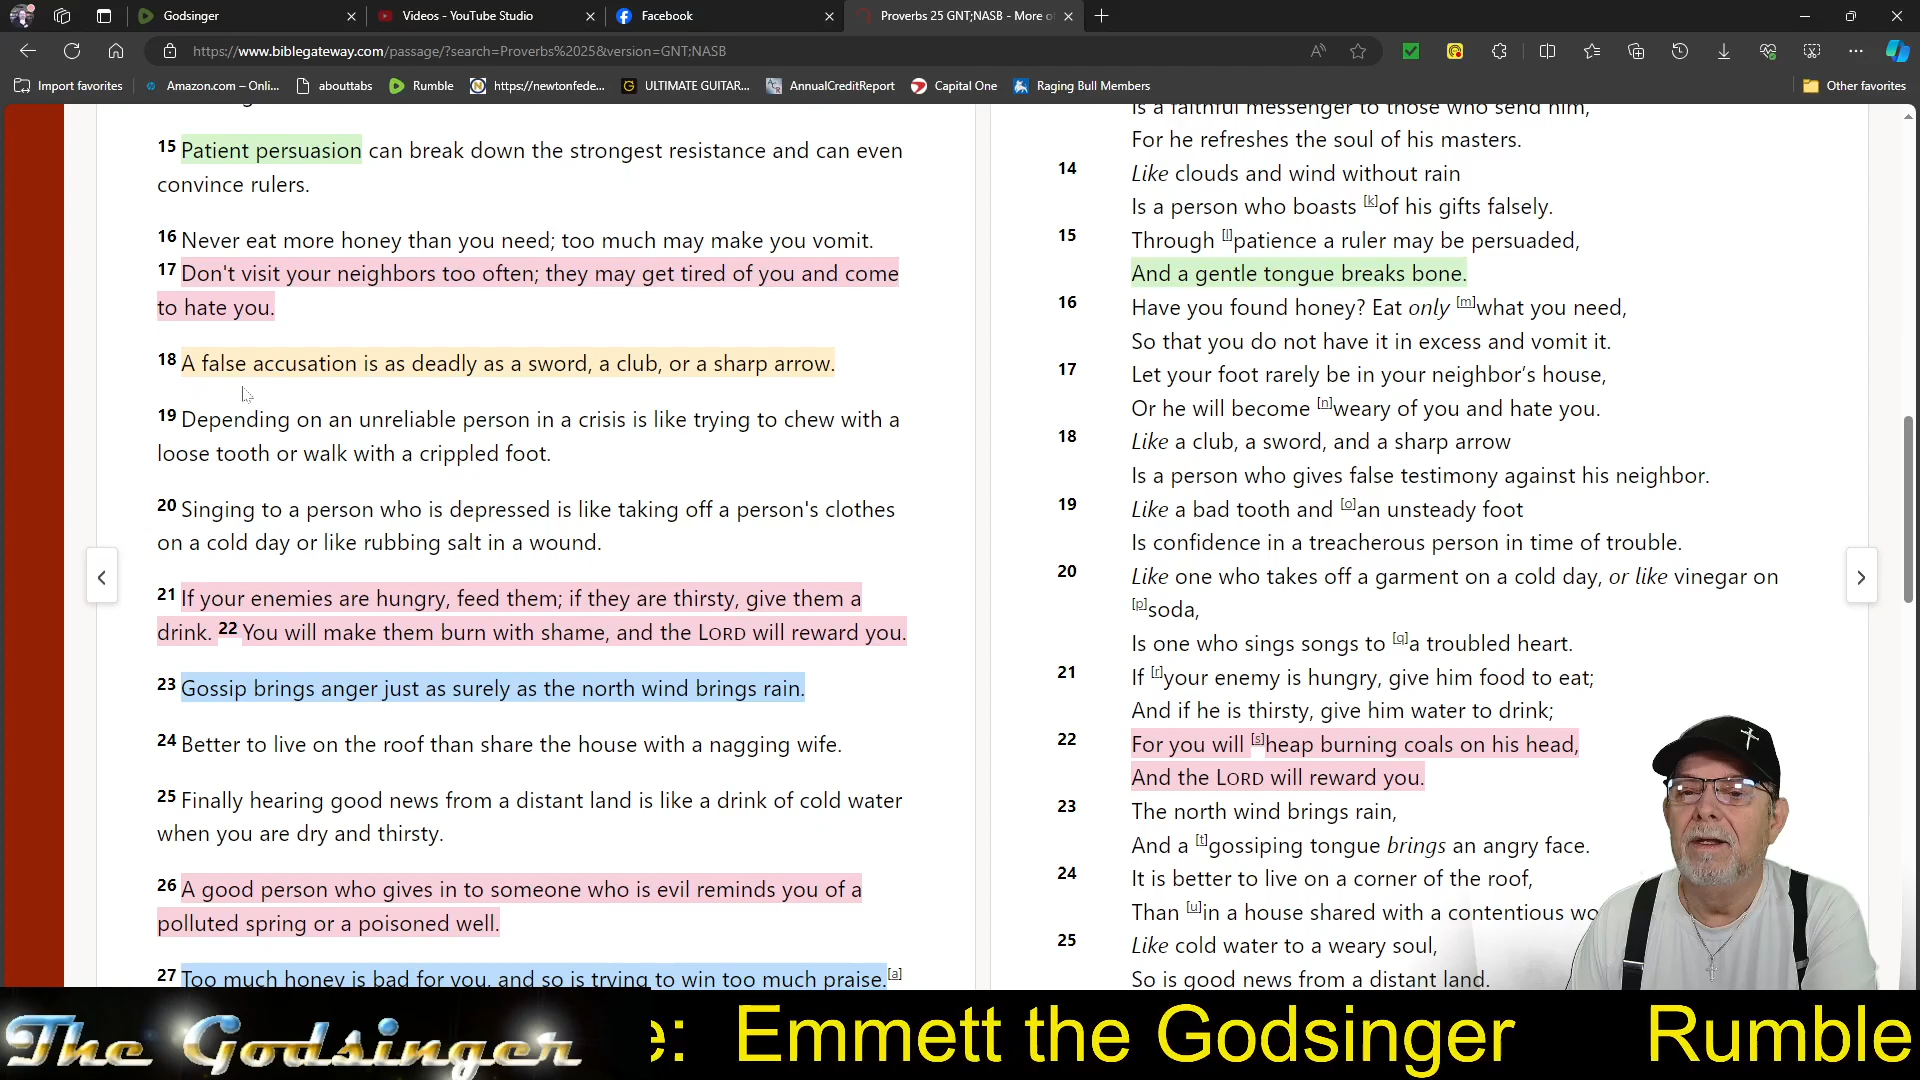 Godsinger
Videos - YouTube Studio
Facebook
Proverbs 25 GNT;NASB - More o
https://www.biblegateway.com/passage/?search=Proverbs%2025&version=GNT;NASB
Import favorites
Amazon.com – Onli...
abouttabs
Rumble
https://newtonfede...
ULTIMATE GUITAR...
AnnualCreditReport
Capital One
Raging Bull Members
Other favorites
15 Patient persuasion can break down the strongest resistance and can even
convince rulers.
16 Never eat more honey than you need; too much may make you vomit.
17 Don't visit your neighbors too often; they may get tired of you and come
to hate you.
18 A false accusation is as deadly as a sword, a club, or a sharp arrow.
19 Depending on an unreliable person in a crisis is like trying to chew with a
loose tooth or walk with a crippled foot.
20 Singing to a person who is depressed is like taking off a person's clothes
on a cold day or like rubbing salt in a wound.
21 If your enemies are hungry, feed them; if they are thirsty, give them a
drink. 22 You will make them burn with shame, and the LORD will reward you.
23 Gossip brings anger just as surely as the north wind brings rain.
24 Better to live on the roof than share the house with a nagging wife.
25 Finally hearing good news from a distant land is like a drink of cold water
when you are dry and thirsty.
26 A good person who gives in to someone who is evil reminds you of a
polluted spring or a poisoned well.
27 Too much honey is bad for you, and so is trying to win too much praise.[a]
Is a faithful messenger to those who send him,
For he refreshes the soul of his masters.
14 Like clouds and wind without rain
Is a person who boasts [k]of his gifts falsely.
15 Through [l]patience a ruler may be persuaded,
And a gentle tongue breaks bone.
16 Have you found honey? Eat only [m]what you need,
So that you do not have it in excess and vomit it.
17 Let your foot rarely be in your neighbor's house,
Or he will become [n]weary of you and hate you.
18 Like a club, a sword, and a sharp arrow
Is a person who gives false testimony against his neighbor.
19 Like a bad tooth and [o]an unsteady foot
Is confidence in a treacherous person in time of trouble.
20 Like one who takes off a garment on a cold day, or like vinegar on
[p]soda,
Is one who sings songs to [q]a troubled heart.
21 If [r]your enemy is hungry, give him food to eat;
And if he is thirsty, give him water to drink;
22 For you will [s]heap burning coals on his head,
And the LORD will reward you.
23 The north wind brings rain,
And a [t]gossiping tongue brings an angry face.
24 It is better to live on a corner of the roof,
Than [u]in a house shared with a contentious wo
25 Like cold water to a weary soul,
So is good news from a distant land.
The Godsinger
e: Emmett the Godsinger Rumble